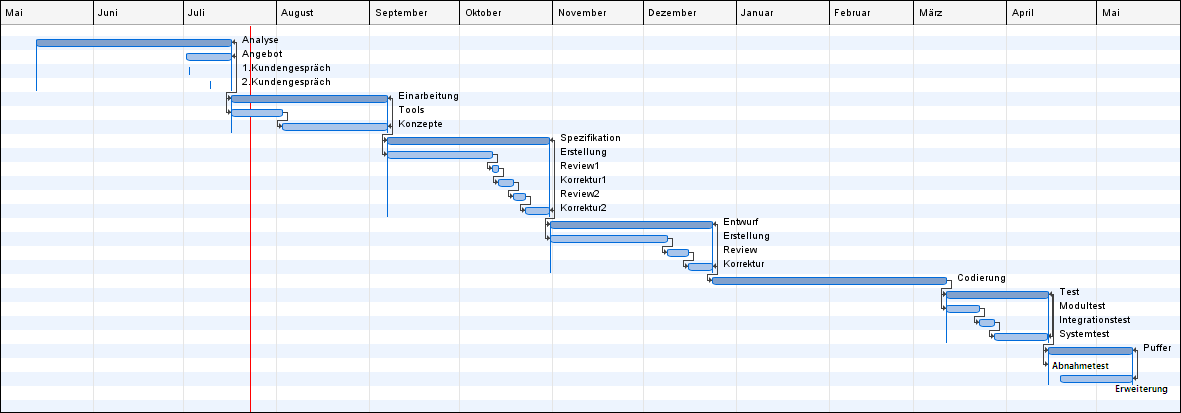 Mai Juni Juli August September Oktober November Dezember Januar Februar März April Mai
Analyse
Angebot
1.Kundengespräch
2.Kundengespräch
Einarbeitung
Tools
Konzepte
Spezifikation
Erstellung
Review1
Korrektur1
Review2
Korrektur2
Entwurf
Erstellung
Review
Korrektur
Codierung
Test
Modultest
Integrationstest
Systemtest
Puffer
Abnahmetest
Erweiterung